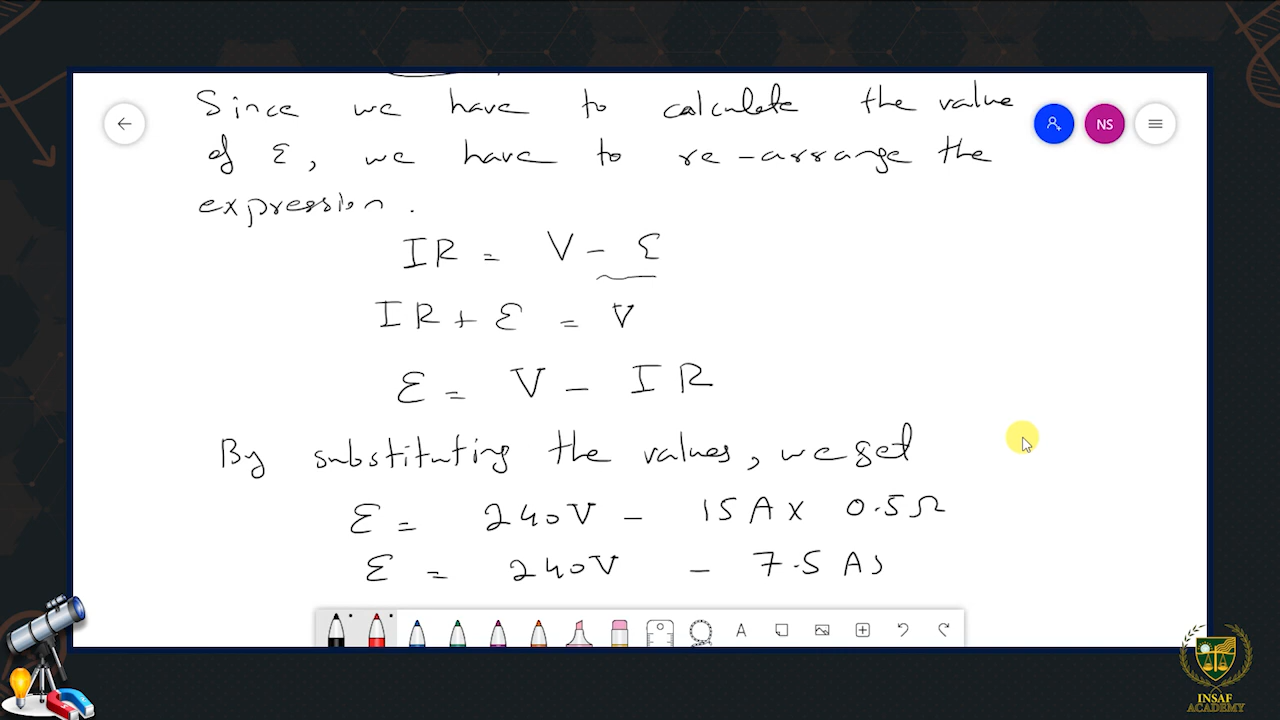 Since we have to calculate the value
of ε, we have to re-arrange the
expression.
IR = V - ε
IR + ε = V
ε = V - IR
By substituting the values, we get
ε = 240V - 15A x 0.5Ω
ε = 240V - 7.5 A
NS
A
INSAF
ACADEMY